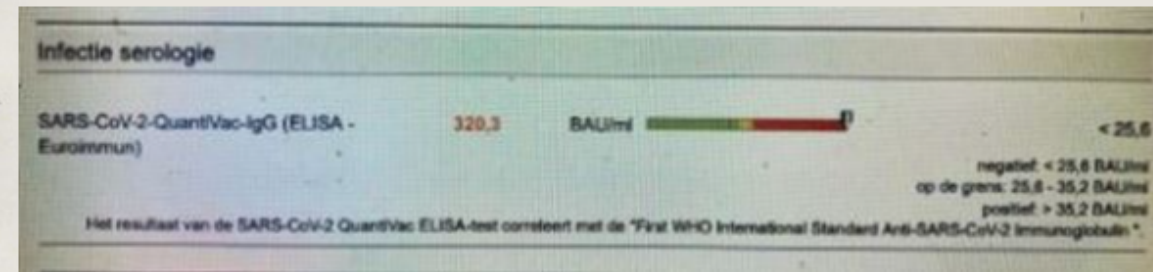 Infectie serologie
SARS-CoV-2-QuantiVac-IgG (ELISA - 320,3 BAU/ml < 25,6
Euroimmun)
negatief: < 25,6 BAU/ml
op de grens: 25,6 - 35,2 BAU/ml
positief: > 35,2 BAU/ml
Het resultaat van de SARS-CoV-2 QuantiVac ELISA-test correleert met de "First WHO International Standard Anti-SARS-CoV-2 Immunoglobulin".